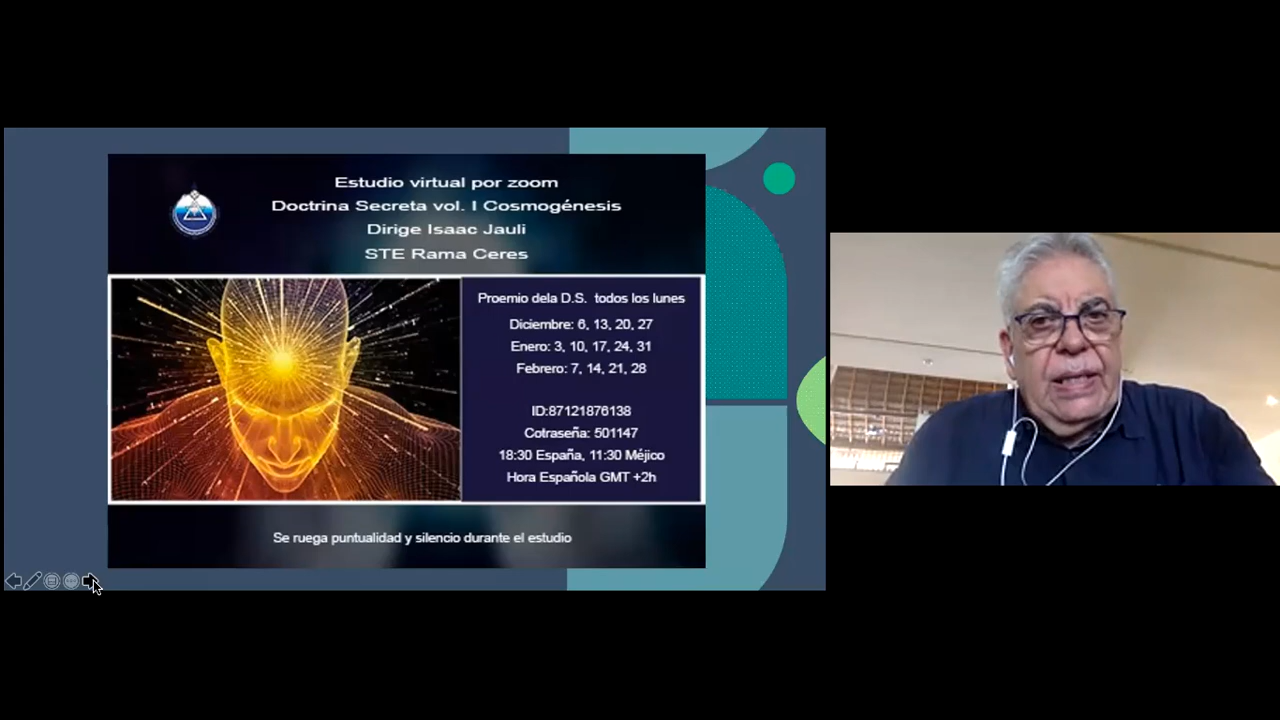 Estudio virtual por zoom
Doctrina Secreta vol. I Cosmogénesis
Dirige Isaac Jauli
STE Rama Ceres
Proemio dela D.S. todos los lunes
Diciembre: 6, 13, 20, 27
Enero: 3, 10, 17, 24, 31
Febrero: 7, 14, 21, 28
ID:87121876138
Cotraseña: 501147
18:30 España, 11:30 Méjico
Hora Española GMT +2h
Se ruega puntualidad y silencio durante el estudio